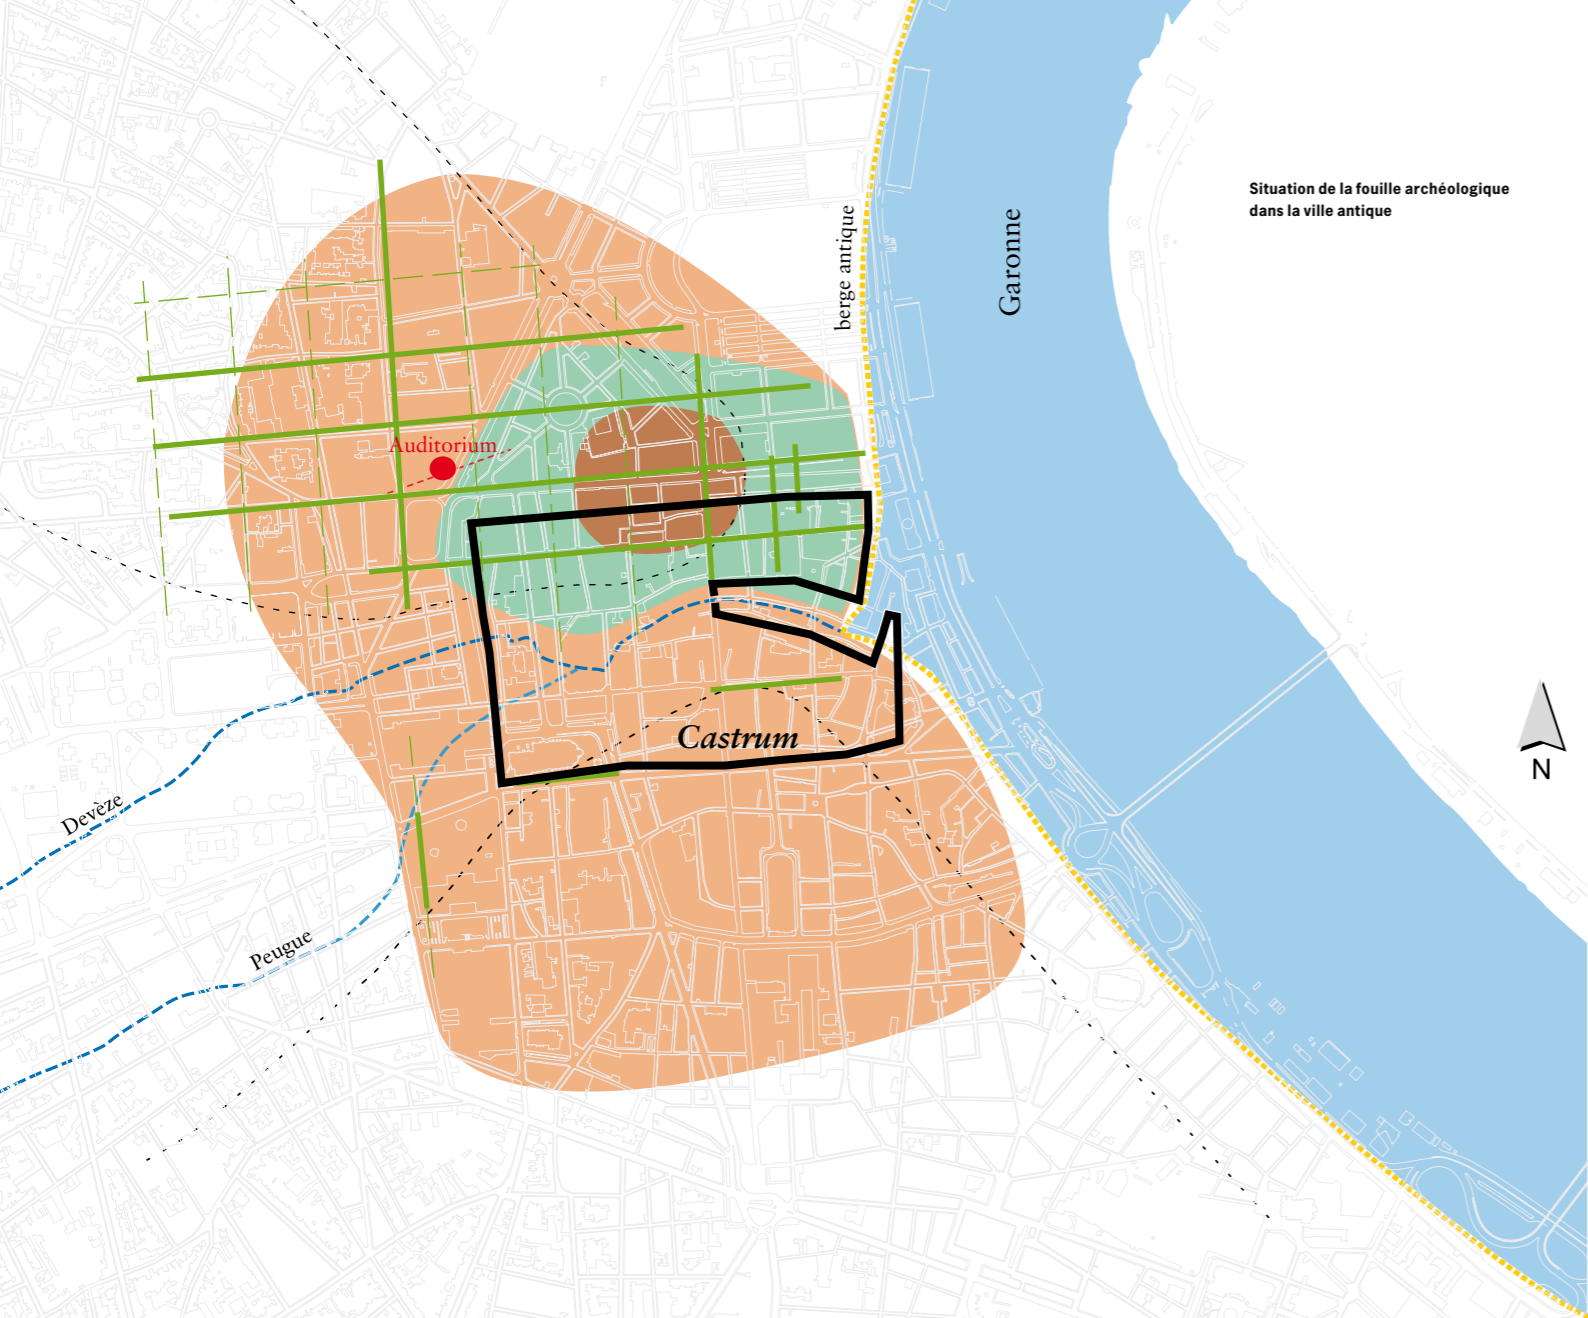 Situation de la fouille archéologique
dans la ville antique
berge antique
Garonne
Auditorium
Castrum
N
Devèze
Peugue